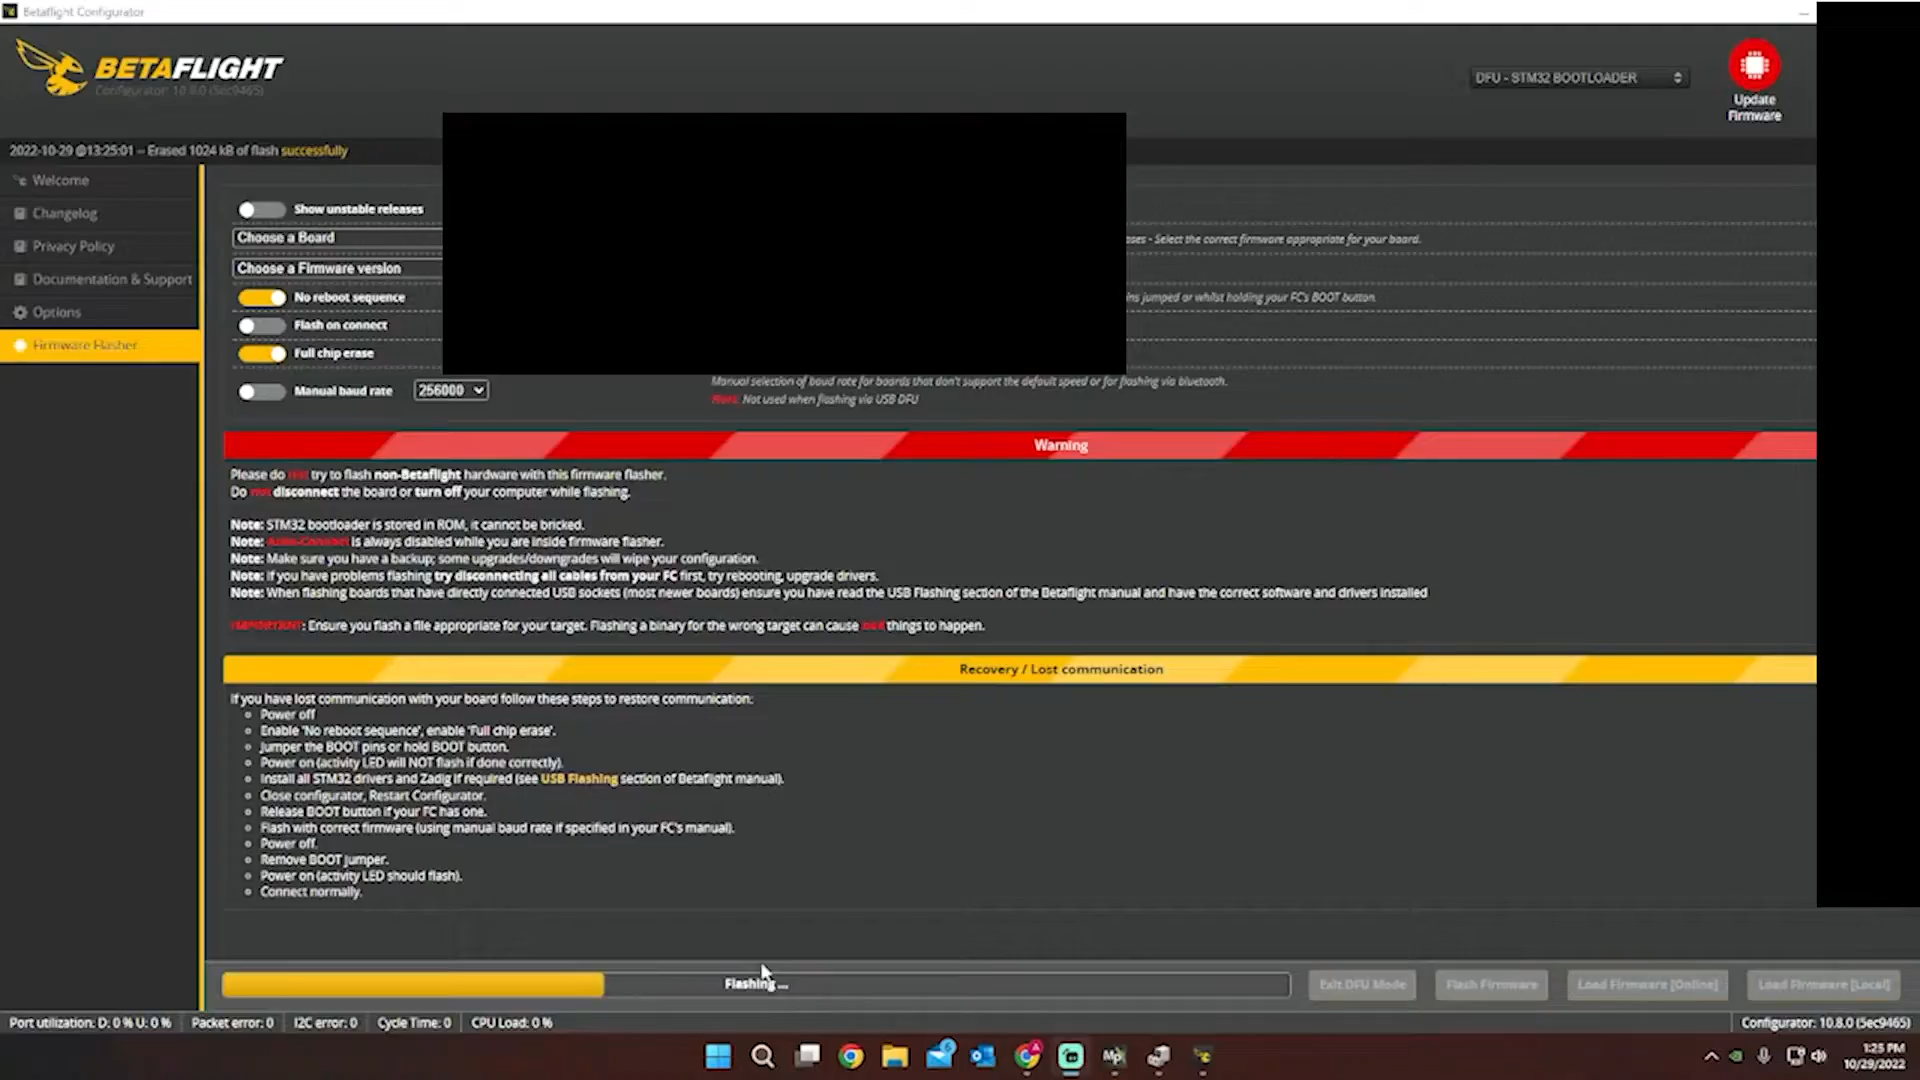 Betaflight Configurator
BETAFLIGHT
Configurator: 10.8.0 (5ec9465)
DFU - STM32 BOOTLOADER
Update
Firmware
2022-10-29 @13:25:01 -- Erased 1024 kB of flash successfully
Welcome
Changelog
Privacy Policy
Documentation & Support
Options
Firmware Flasher
Show unstable releases
Choose a Board
ses - Select the correct firmware appropriate for your board.
Choose a Firmware version
No reboot sequence
ns jumped or whilst holding your FC's BOOT button.
Flash on connect
Full chip erase
Manual baud rate 256000
Manual selection of baud rate for boards that don't support the default speed or for flashing via bluetooth.
Not used when flashing via USB DFU
Warning
Please do not try to flash non-Betaflight hardware with this firmware flasher.
Do not disconnect the board or turn off your computer while flashing.
Note: STM32 bootloader is stored in ROM, it cannot be bricked.
Note: Auto-Connect is always disabled while you are inside firmware flasher.
Note: Make sure you have a backup; some upgrades/downgrades will wipe your configuration.
Note: If you have problems flashing try disconnecting all cables from your FC first, try rebooting, upgrade drivers.
Note: When flashing boards that have directly connected USB sockets (most newer boards) ensure you have read the USB Flashing section of the Betaflight manual and have the correct software and drivers installed
IMPORTANT: Ensure you flash a file appropriate for your target. Flashing a binary for the wrong target can cause bad things to happen.
Recovery / Lost communication
If you have lost communication with your board follow these steps to restore communication:
Power off
Enable 'No reboot sequence', enable 'Full chip erase'.
Jumper the BOOT pins or hold BOOT button.
Power on (activity LED will NOT flash if done correctly).
Install all STM32 drivers and Zadig if required (see USB Flashing section of Betaflight manual).
Close configurator, Restart Configurator.
Release BOOT button if your FC has one.
Flash with correct firmware (using manual baud rate if specified in your FC's manual).
Power off.
Remove BOOT jumper.
Power on (activity LED should flash).
Connect normally.
Flashing ...
Exit DFU Mode
Flash Firmware
Load Firmware [Online]
Load Firmware [Local]
Port utilization: D: 0 % U: 0 %
Packet error: 0
I2C error: 0
Cycle Time: 0
CPU Load: 0 %
Configurator: 10.8.0 (5ec9465)
6
A
Mp
1:25 PM
10/29/2022